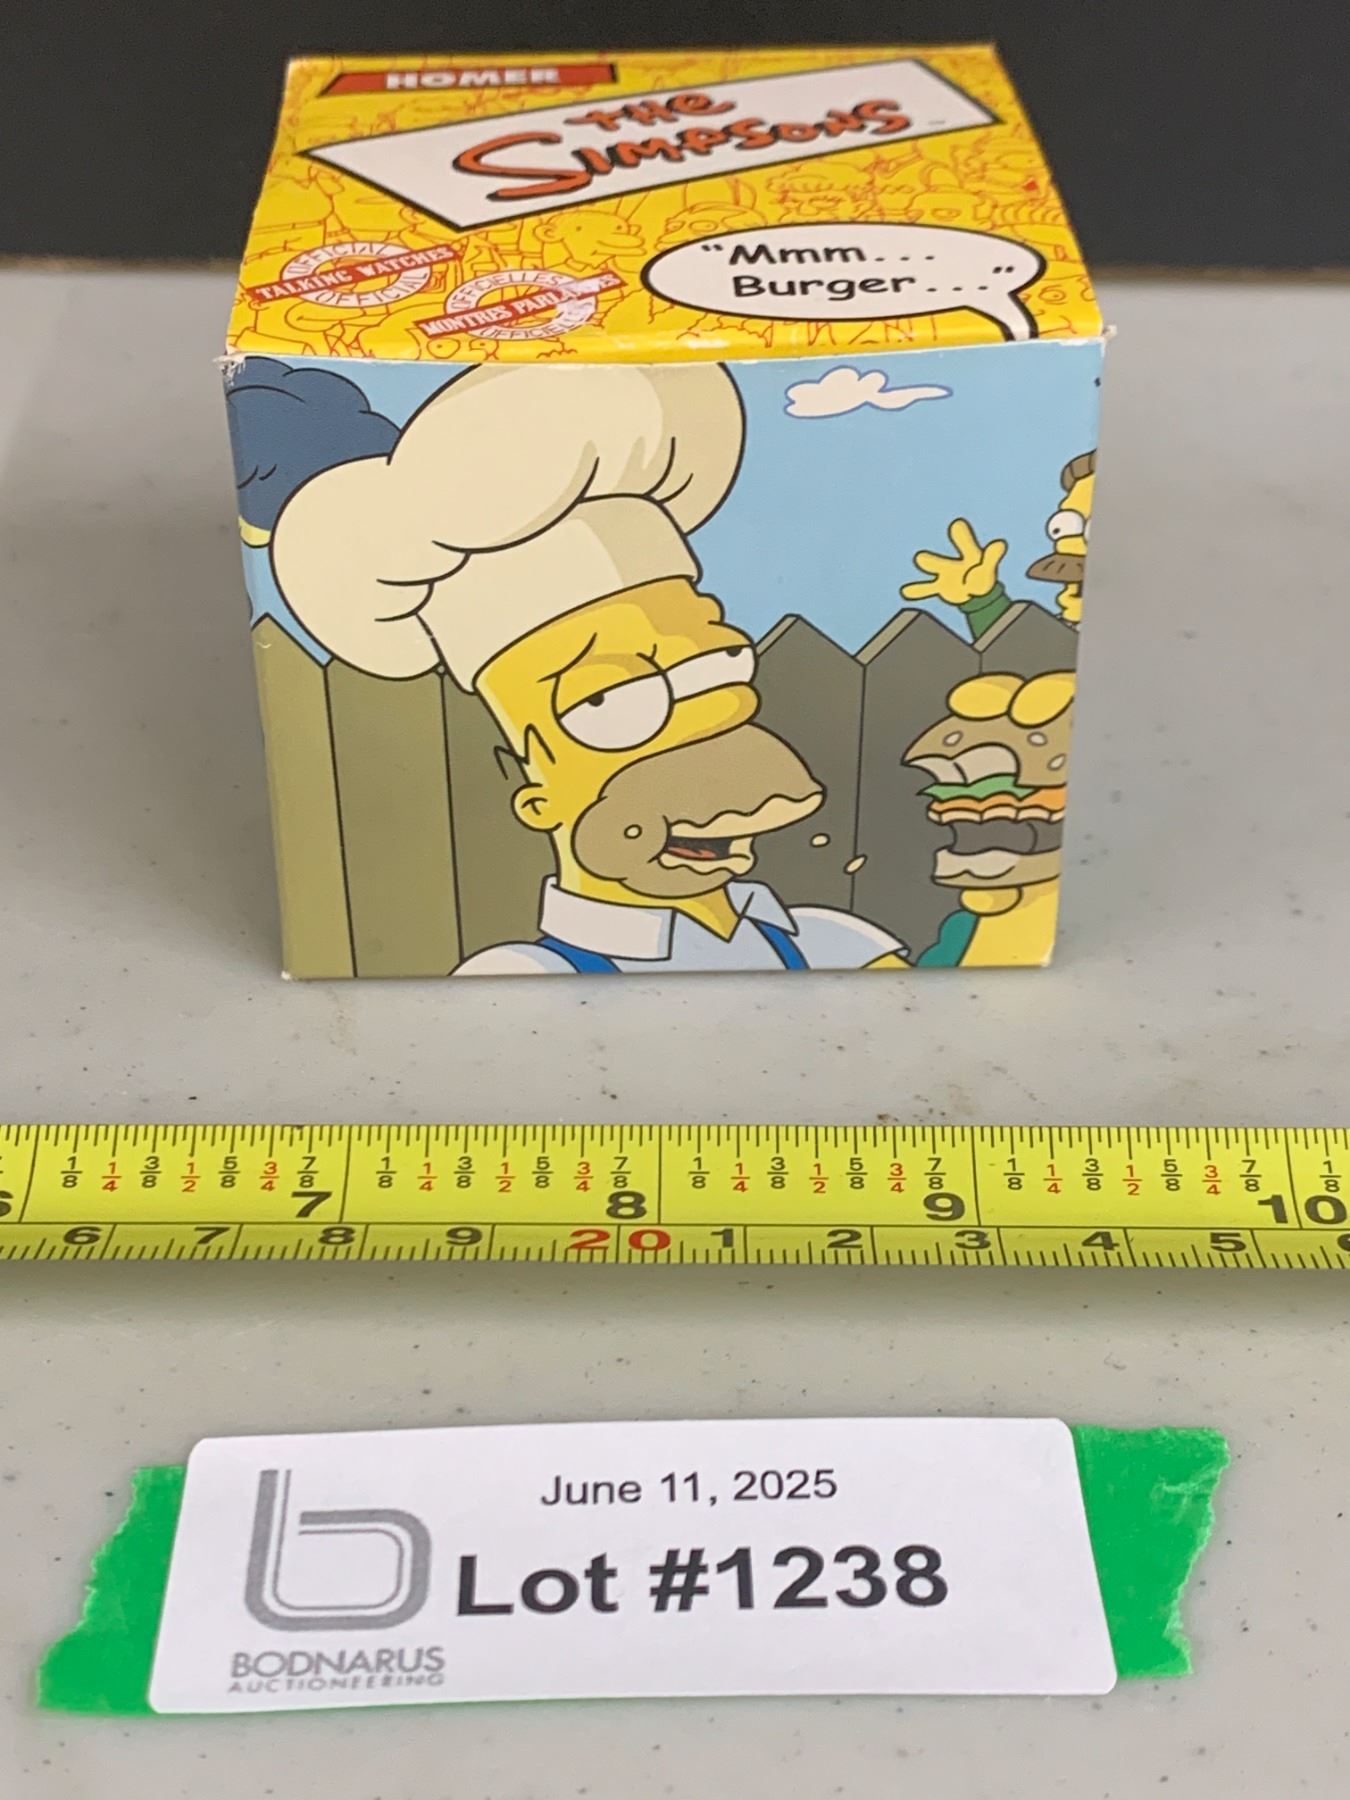 HOMER
THE
SIMPSONS
"Mmm...
Burger..."
OFFICIAL
TALKING WATCHES
OFFICIAL
OFFICIELLES
MONTRES PARLANTES
OFFICIELLES
1/8 1/4 3/8 1/2 5/8 3/4 7/8 7 1/8 1/4 3/8 1/2 5/8 3/4 7/8 8 1/8 1/4 3/8 1/2 5/8 3/4 7/8 9 1/8 1/4 3/8 1/2 5/8 3/4 7/8 10 1/8
6 7 8 9 20 1 2 3 4 5 6
June 11, 2025
Lot #1238
b
BODNARUS
AUCTIONEERING